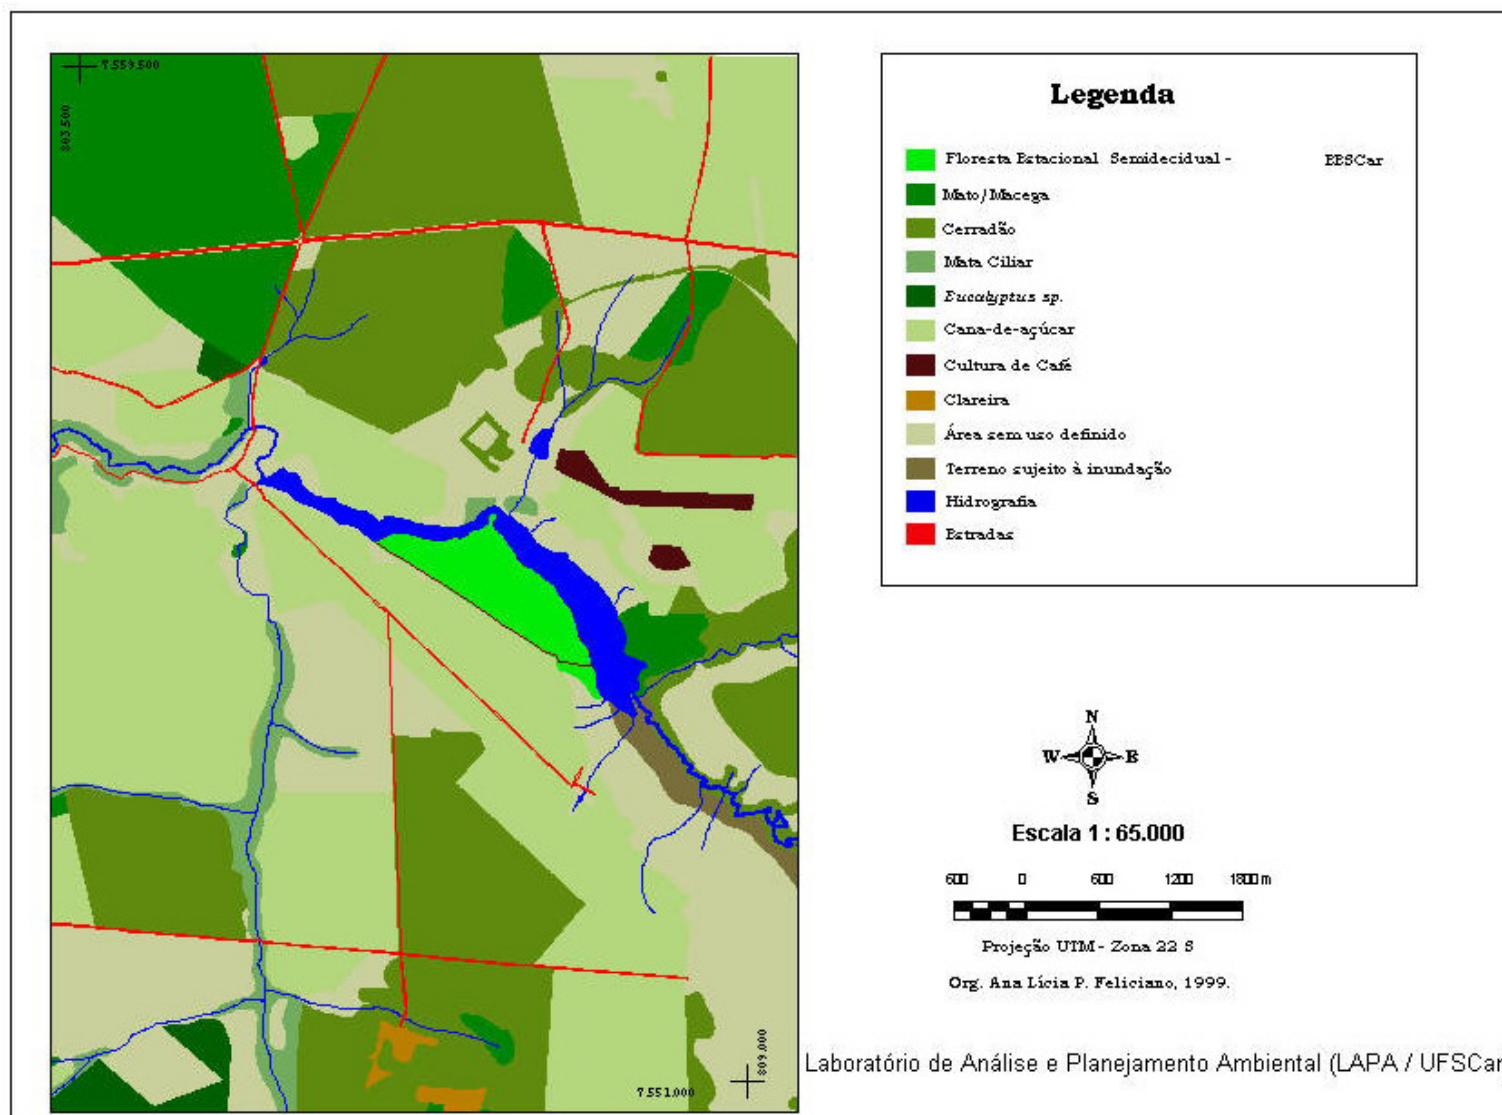 7.559.500
803.500
Legenda
Floresta Estacional Semidecidual - EESCar
Mato/Macega
Cerradão
Mata Ciliar
Eucalyptus sp.
Cana-de-açúcar
Cultura de Café
Clareira
Área sem uso definido
Terreno sujeito à inundação
Hidrografia
Estradas
N
W E
S
Escala 1 : 65.000
600 0 600 1200 1800 m
Projeção UTM - Zona 22 S
Org. Ana Lícia P. Feliciano, 1999.
809.000
7.551.000
Laboratório de Análise e Planejamento Ambiental (LAPA / UFSCar